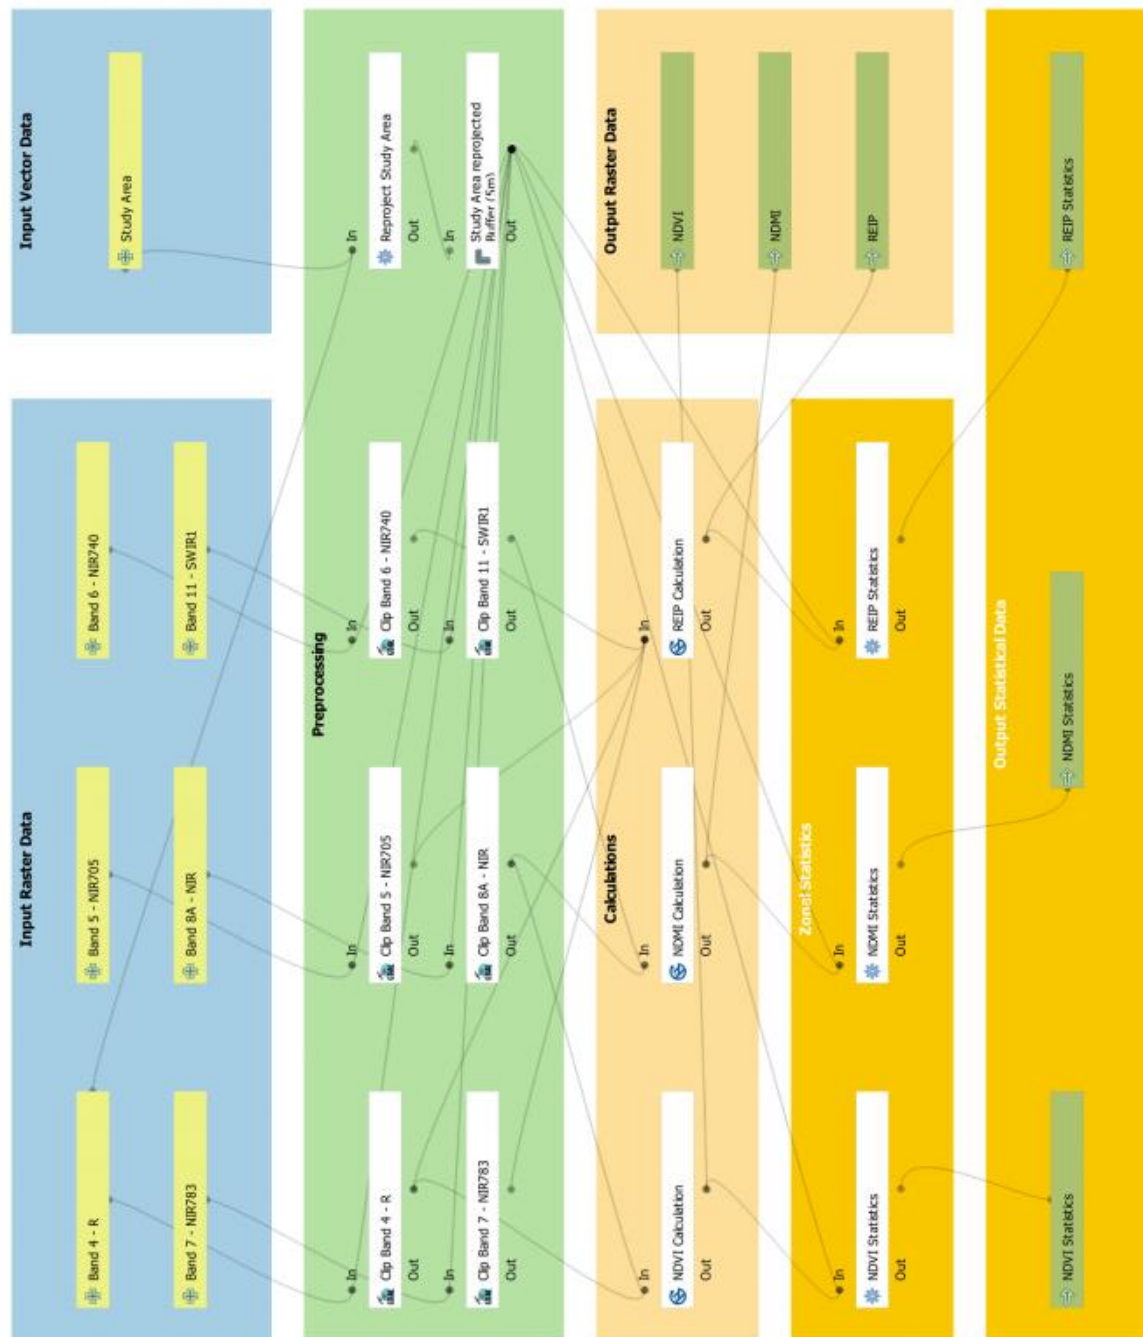 Input Raster Data
Input Vector Data
Band 4 - R
Band 5 - NIR705
Band 6 - NIR740
Study Area
Band 7 - NIR783
Band 8A - NIR
Band 11 - SWIR1
Preprocessing
In
In
In
In
Clip Band 4 - R
Clip Band 5 - NIR705
Clip Band 6 - NIR740
Reproject Study Area
Out
Out
Out
Out
In
In
In
In
Clip Band 7 - NIR783
Clip Band 8A - NIR
Clip Band 11 - SWIR1
Study Area reprojected
Buffer (5m)
Out
Out
Out
Out
Calculations
Output Raster Data
In
In
In
NDVI Calculation
NDMI Calculation
REIP Calculation
NDVI
Out
Out
Out
NDMI
Zonal Statistics
In
In
In
NDVI Statistics
NDMI Statistics
REIP Statistics
REIP
Out
Out
Out
Output Statistical Data
NDVI Statistics
NDMI Statistics
REIP Statistics